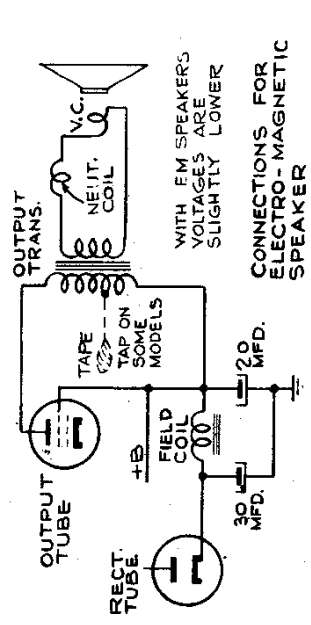 OUTPUT
TUBE
OUTPUT
TRANS.
V.C.
NEUT.
COIL
TAPE
TAP ON
SOME
MODELS
WITH P.M SPEAKERS
VOLTAGES ARE
SLIGHTLY LOWER
+B
FIELD
COIL
RECT.
TUBE
30
MFD.
20
MFD.
CONNECTIONS FOR
ELECTRO-MAGNETIC
SPEAKER